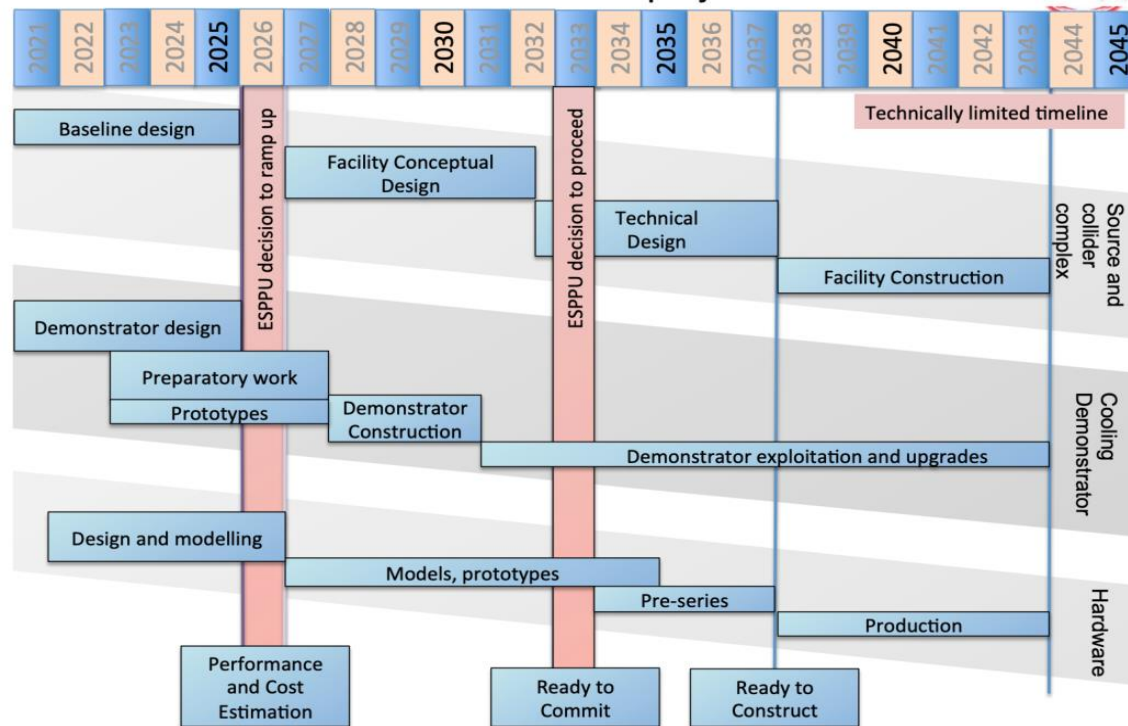 2021 2022 2023 2024 2025 2026 2027 2028 2029 2030 2031 2032 2033 2034 2035 2036 2037 2038 2039 2040 2041 2042 2043 2044 2045
Technically limited timeline
Baseline design
ESPPU decision to ramp up
Facility Conceptual
Design
ESPPU decision to proceed
Technical
Design
Facility Construction
Source and
collider
complex
Demonstrator design
Preparatory work
Prototypes
Demonstrator
Construction
Demonstrator exploitation and upgrades
Cooling
Demonstrator
Design and modelling
Models, prototypes
Pre-series
Production
Hardware
Performance
and Cost
Estimation
Ready to
Commit
Ready to
Construct